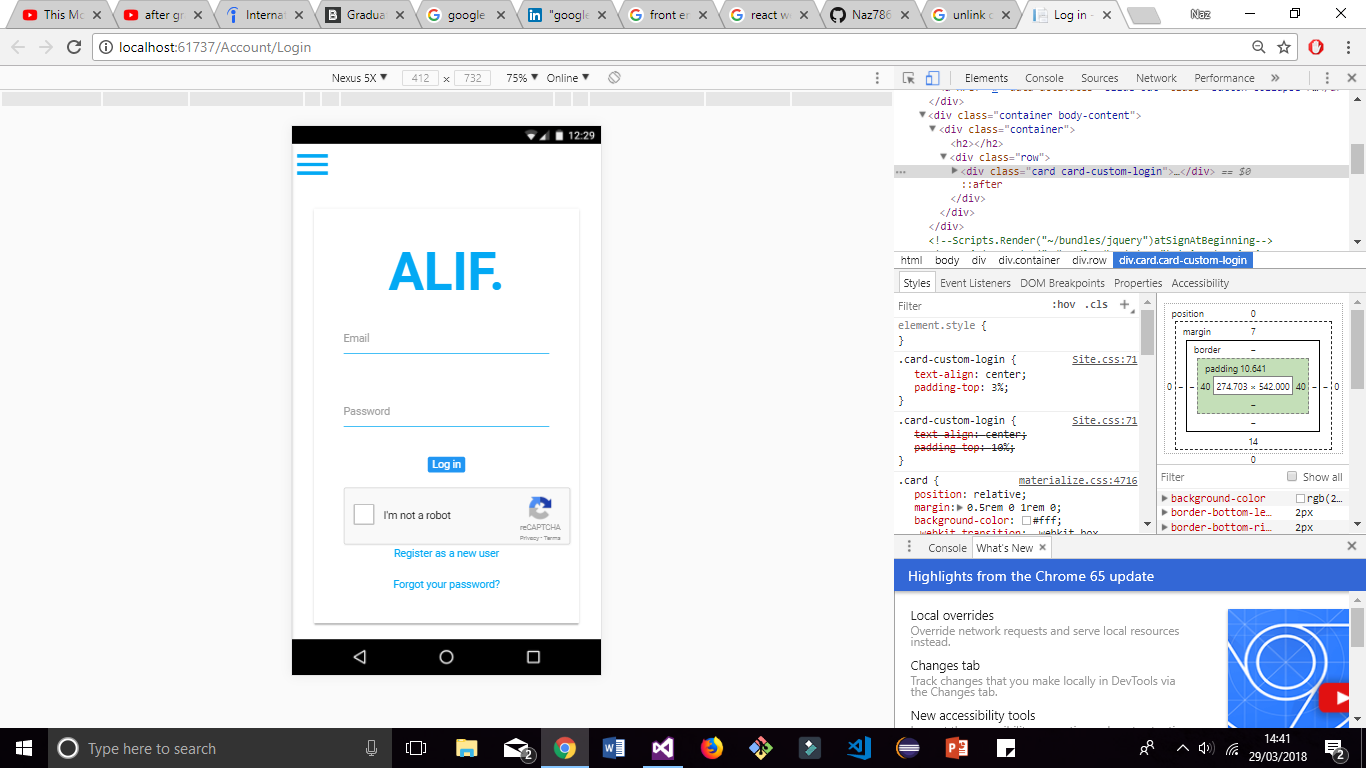 This Mo
after gr
Internat
Gradua
google
"google
front en
react w
Naz786
unlink c
Log in -
Naz
localhost:61737/Account/Login
Nexus 5X ▼ 412 x 732 75% ▼ Online ▼
Elements Console Sources Network Performance »
</div>
▼<div class="container body-content">
▼<div class="container">
<h2></h2>
▼<div class="row">
… ▶<div class="card card-custom-login">…</div> == $0
::after
</div>
</div>
</div>
<!--Scripts.Render("~/bundles/jquery")atSignAtBeginning-->
html body div div.container div.row div.card.card-custom-login
Styles Event Listeners DOM Breakpoints Properties Accessibility
Filter :hov .cls +
element.style {
}
.card-custom-login { Site.css:71
text-align: center;
padding-top: 3%;
}
.card-custom-login { Site.css:71
text-align: center;
padding-top: 10%;
}
.card { materialize.css:4716
position: relative;
margin:▶ 0.5rem 0 1rem 0;
background-color: #fff;
position 0
margin 7
border –
padding 10.641
0 – – 40 274.703 × 542.000 40 – – 0
–
–
14
0
Filter Show all
▶ background-color rgb(2…
▶ border-bottom-le… 2px
▶ border-bottom-ri… 2px
Console What's New ×
Highlights from the Chrome 65 update
Local overrides
Override network requests and serve local resources
instead.
Changes tab
Track changes that you make locally in DevTools via
the Changes tab.
New accessibility tools
12:29
ALIF.
Email
Password
Log in
I'm not a robot
reCAPTCHA
Privacy - Terms
Register as a new user
Forgot your password?
Type here to search
2
14:41
29/03/2018
2